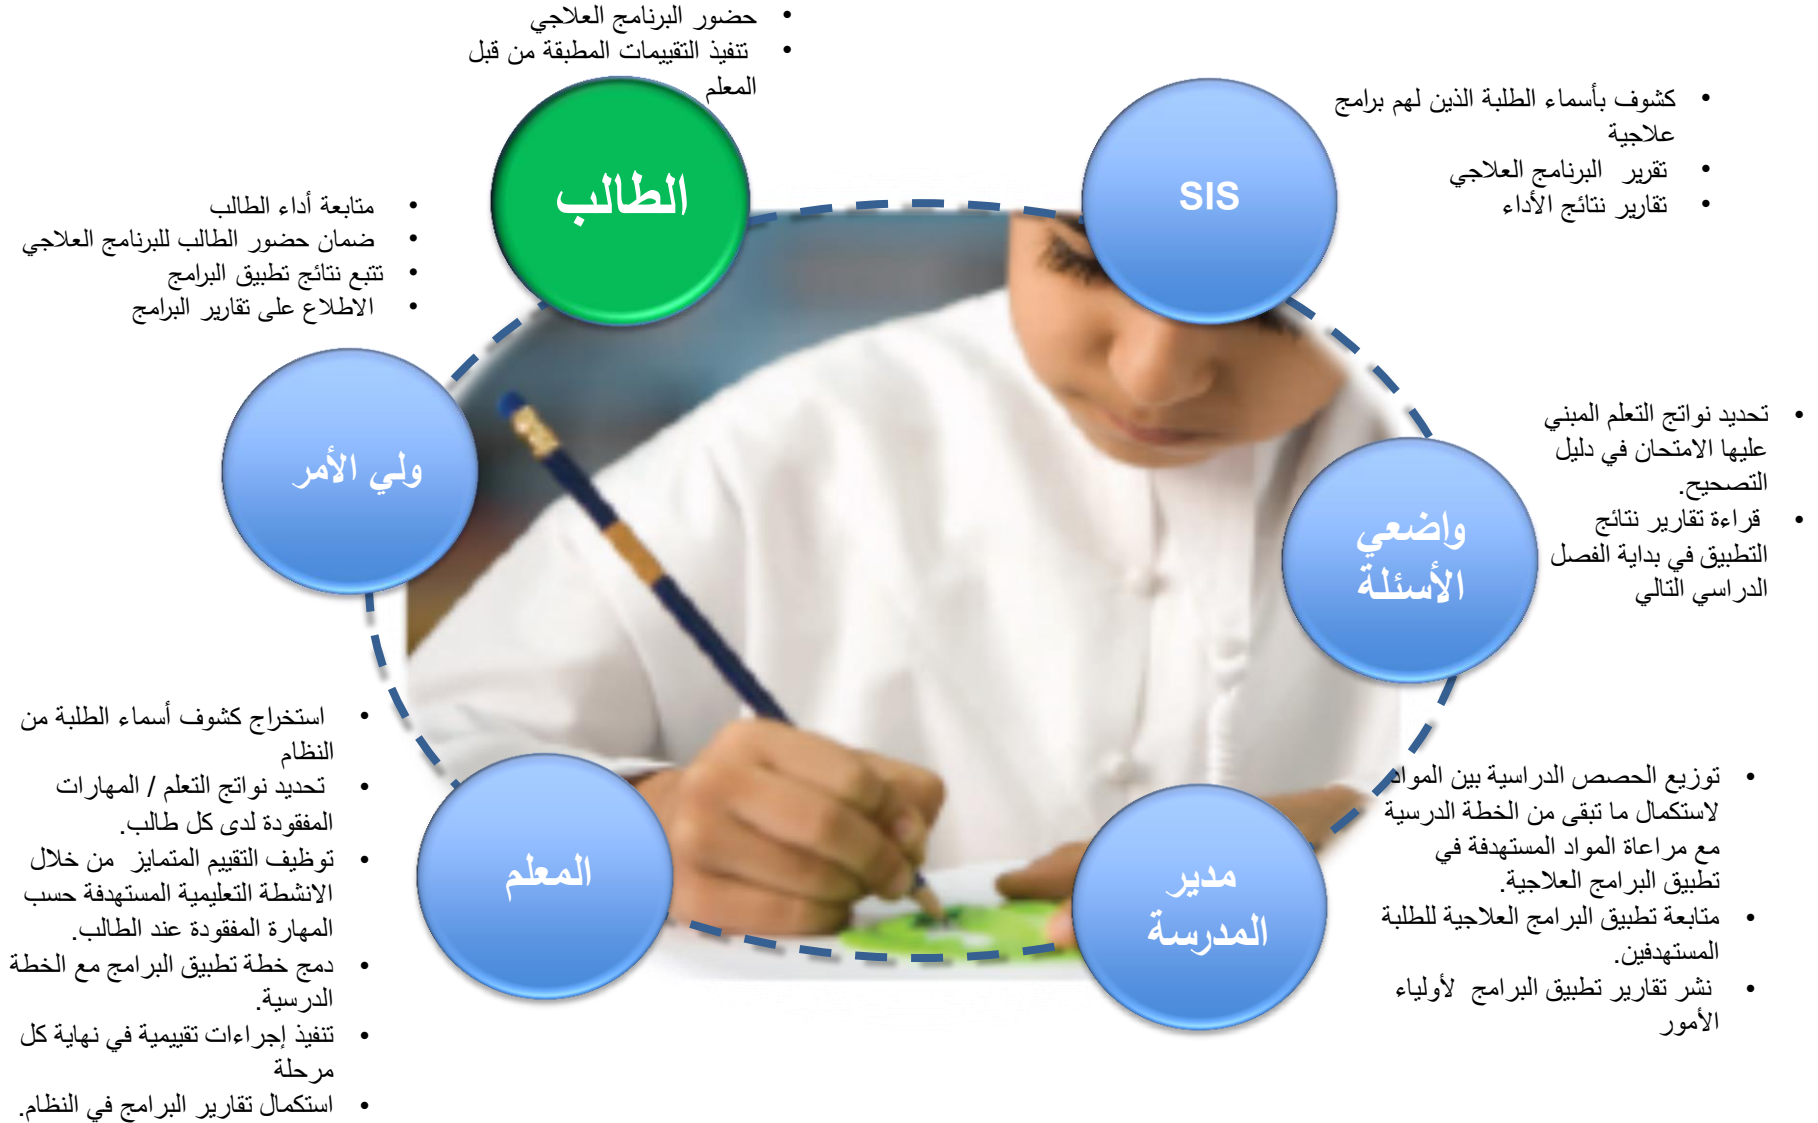 • حضور البرنامج العلاجي
• تنفيذ التقييمات المطبقة من قبل
المعلم
الطالب
SIS
• كشوف بأسماء الطلبة الذين لهم برامج
علاجية
• تقرير البرنامج العلاجي
• تقارير نتائج الأداء
• متابعة أداء الطالب
• ضمان حضور الطالب للبرنامج العلاجي
• تتبع نتائج تطبيق البرامج
• الاطلاع على تقارير البرامج
ولي الأمر
• تحديد نواتج التعلم المبني
عليها الامتحان في دليل
التصحيح.
• قراءة تقارير نتائج
التطبيق في بداية الفصل
الدراسي التالي
واضعي
الأسئلة
• استخراج كشوف أسماء الطلبة من
النظام
• تحديد نواتج التعلم / المهارات
المفقودة لدى كل طالب.
• توظيف التقييم المتمايز من خلال
الانشطة التعليمية المستهدفة حسب
المهارة المفقودة عند الطالب.
• دمج خطة تطبيق البرامج مع الخطة
الدرسية.
• تنفيذ إجراءات تقييمية في نهاية كل
مرحلة
• استكمال تقارير البرامج في النظام.
المعلم
مدير
المدرسة
• توزيع الحصص الدراسية بين المواد
لاستكمال ما تبقى من الخطة الدرسية
مع مراعاة المواد المستهدفة في
تطبيق البرامج العلاجية.
• متابعة تطبيق البرامج العلاجية للطلبة
المستهدفين.
• نشر تقارير تطبيق البرامج لأولياء
الأمور